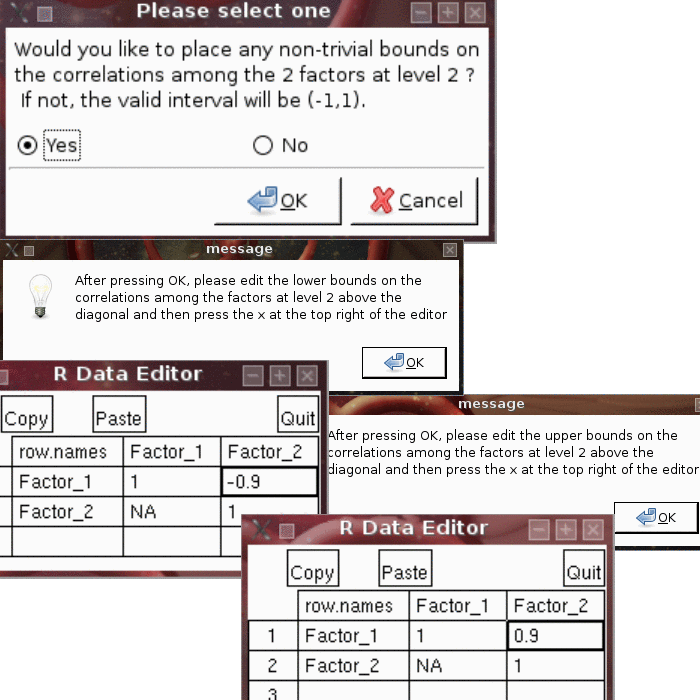 Please select one
Would you like to place any non-trivial bounds on
the correlations among the 2 factors at level 2 ?
If not, the valid interval will be (-1,1).
Yes No
OK Cancel
message
After pressing OK, please edit the lower bounds on the
correlations among the factors at level 2 above the
diagonal and then press the x at the top right of the editor
OK
R Data Editor
Copy Paste Quit
row.names Factor_1 Factor_2
Factor_1 1 -0.9
Factor_2 NA 1
message
After pressing OK, please edit the upper bounds on the
correlations among the factors at level 2 above the
diagonal and then press the x at the top right of the editor
OK
R Data Editor
Copy Paste Quit
row.names Factor_1 Factor_2
1 Factor_1 1 0.9
2 Factor_2 NA 1
3